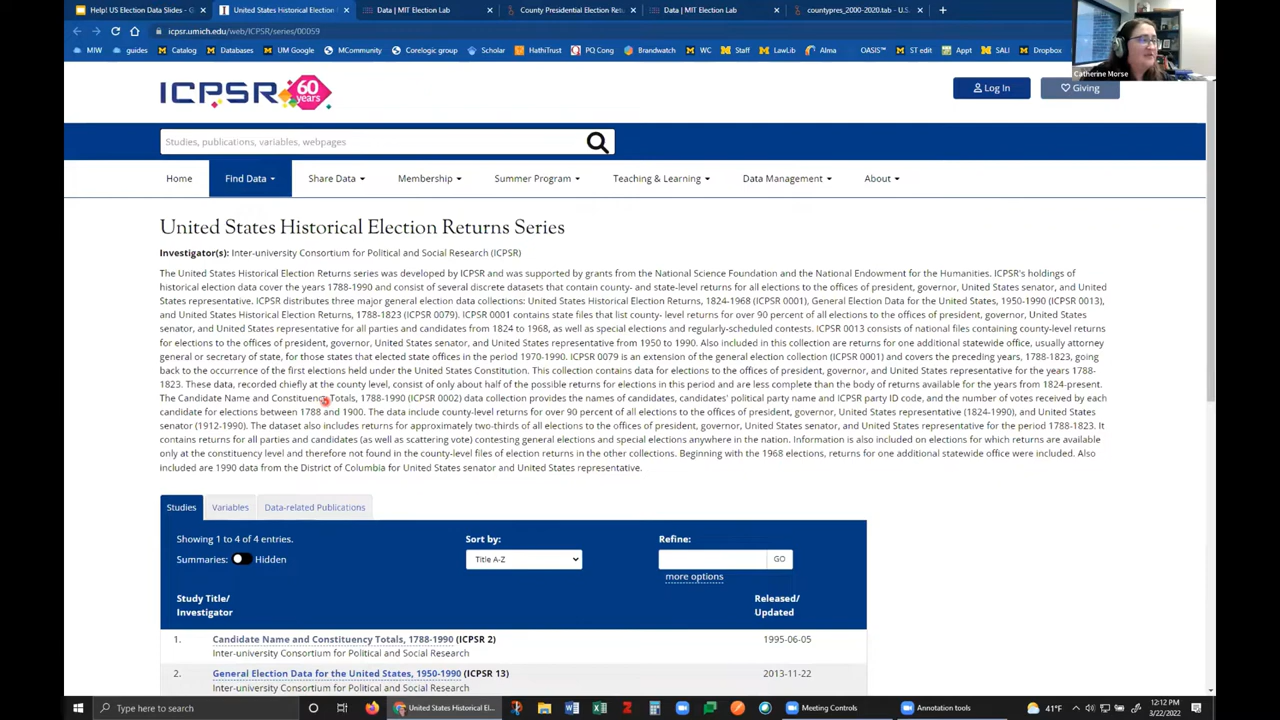 Help! US Election Data Slides - G
United States Historical Election
Data | MIT Election Lab
County Presidential Election Retu
Data | MIT Election Lab
countypres_2000-2020.tab - U.S.
icpsr.umich.edu/web/ICPSR/series/00059
MIW
guides
Catalog
Databases
UM Google
MCommunity
Corelogic group
Scholar
HathiTrust
PQ Cong
Brandwatch
WC
Staff
LawLib
Alma
OASIS™
ST edit
Appt
SALI
Dropbox
Catherine Morse
ICPSR 60 years
Log In
Giving
Studies, publications, variables, webpages
Home
Find Data
Share Data
Membership
Summer Program
Teaching & Learning
Data Management
About
United States Historical Election Returns Series
Investigator(s): Inter-university Consortium for Political and Social Research (ICPSR)
The United States Historical Election Returns series was developed by ICPSR and was supported by grants from the National Science Foundation and the National Endowment for the Humanities. ICPSR's holdings of
historical election data cover the years 1788-1990 and consist of several discrete datasets that contain county- and state-level returns for all elections to the offices of president, governor, United States senator, and United
States representative. ICPSR distributes three major general election data collections: United States Historical Election Returns, 1824-1968 (ICPSR 0001), General Election Data for the United States, 1950-1990 (ICPSR 0013),
and United States Historical Election Returns, 1788-1823 (ICPSR 0079). ICPSR 0001 contains state files that list county- level returns for over 90 percent of all elections to the offices of president, governor, United States
senator, and United States representative for all parties and candidates from 1824 to 1968, as well as special elections and regularly-scheduled contests. ICPSR 0013 consists of national files containing county-level returns
for elections to the offices of president, governor, United States senator, and United States representative from 1950 to 1990. Also included in this collection are returns for one additional statewide office, usually attorney
general or secretary of state, for those states that elected state offices in the period 1970-1990. ICPSR 0079 is an extension of the general election collection (ICPSR 0001) and covers the preceding years, 1788-1823, going
back to the occurrence of the first elections held under the United States Constitution. This collection contains data for elections to the offices of president, governor, and United States representative for the years 1788-
1823. These data, recorded chiefly at the county level, consist of only about half of the possible returns for elections in this period and are less complete than the body of returns available for the years from 1824-present.
The Candidate Name and Constituency Totals, 1788-1990 (ICPSR 0002) data collection provides the names of candidates, candidates' political party name and ICPSR party ID code, and the number of votes received by each
candidate for elections between 1788 and 1900. The data include county-level returns for over 90 percent of all elections to the offices of president, governor, United States representative (1824-1990), and United States
senator (1912-1990). The dataset also includes returns for approximately two-thirds of all elections to the offices of president, governor, United States senator, and United States representative for the period 1788-1823. It
contains returns for all parties and candidates (as well as scattering vote) contesting general elections and special elections anywhere in the nation. Information is also included on elections for which returns are available
only at the constituency level and therefore not found in the county-level files of election returns in the other collections. Beginning with the 1968 elections, returns for one additional statewide office were included. Also
included are 1990 data from the District of Columbia for United States senator and United States representative.
Studies
Variables
Data-related Publications
Showing 1 to 4 of 4 entries.
Sort by:
Refine:
Summaries:
Hidden
Title A-Z
GO
more options
Study Title/
Investigator
Released/
Updated
1.
Candidate Name and Constituency Totals, 1788-1990 (ICPSR 2)
1995-06-05
Inter-university Consortium for Political and Social Research
2.
General Election Data for the United States, 1950-1990 (ICPSR 13)
2013-11-22
Inter-university Consortium for Political and Social Research
Type here to search
United States Historical El...
Meeting Controls
Annotation tools
41°F
12:12 PM
3/22/2022